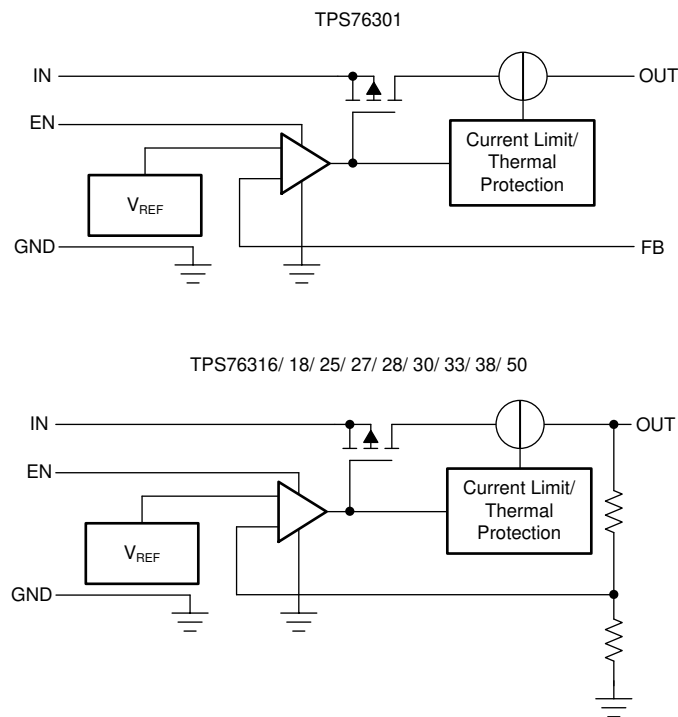 TPS76301
IN
OUT
EN
Current Limit/
Thermal
Protection
VREF
GND
FB
TPS76316/ 18/ 25/ 27/ 28/ 30/ 33/ 38/ 50
IN
OUT
EN
Current Limit/
Thermal
Protection
VREF
GND